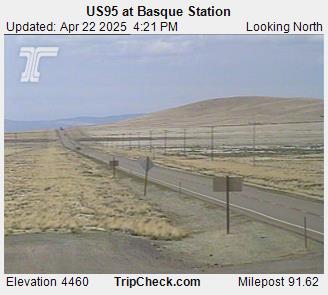 US95 at Basque Station
Updated: Apr 22 2025 4:21 PM Looking North
Elevation 4460 TripCheck.com Milepost 91.62